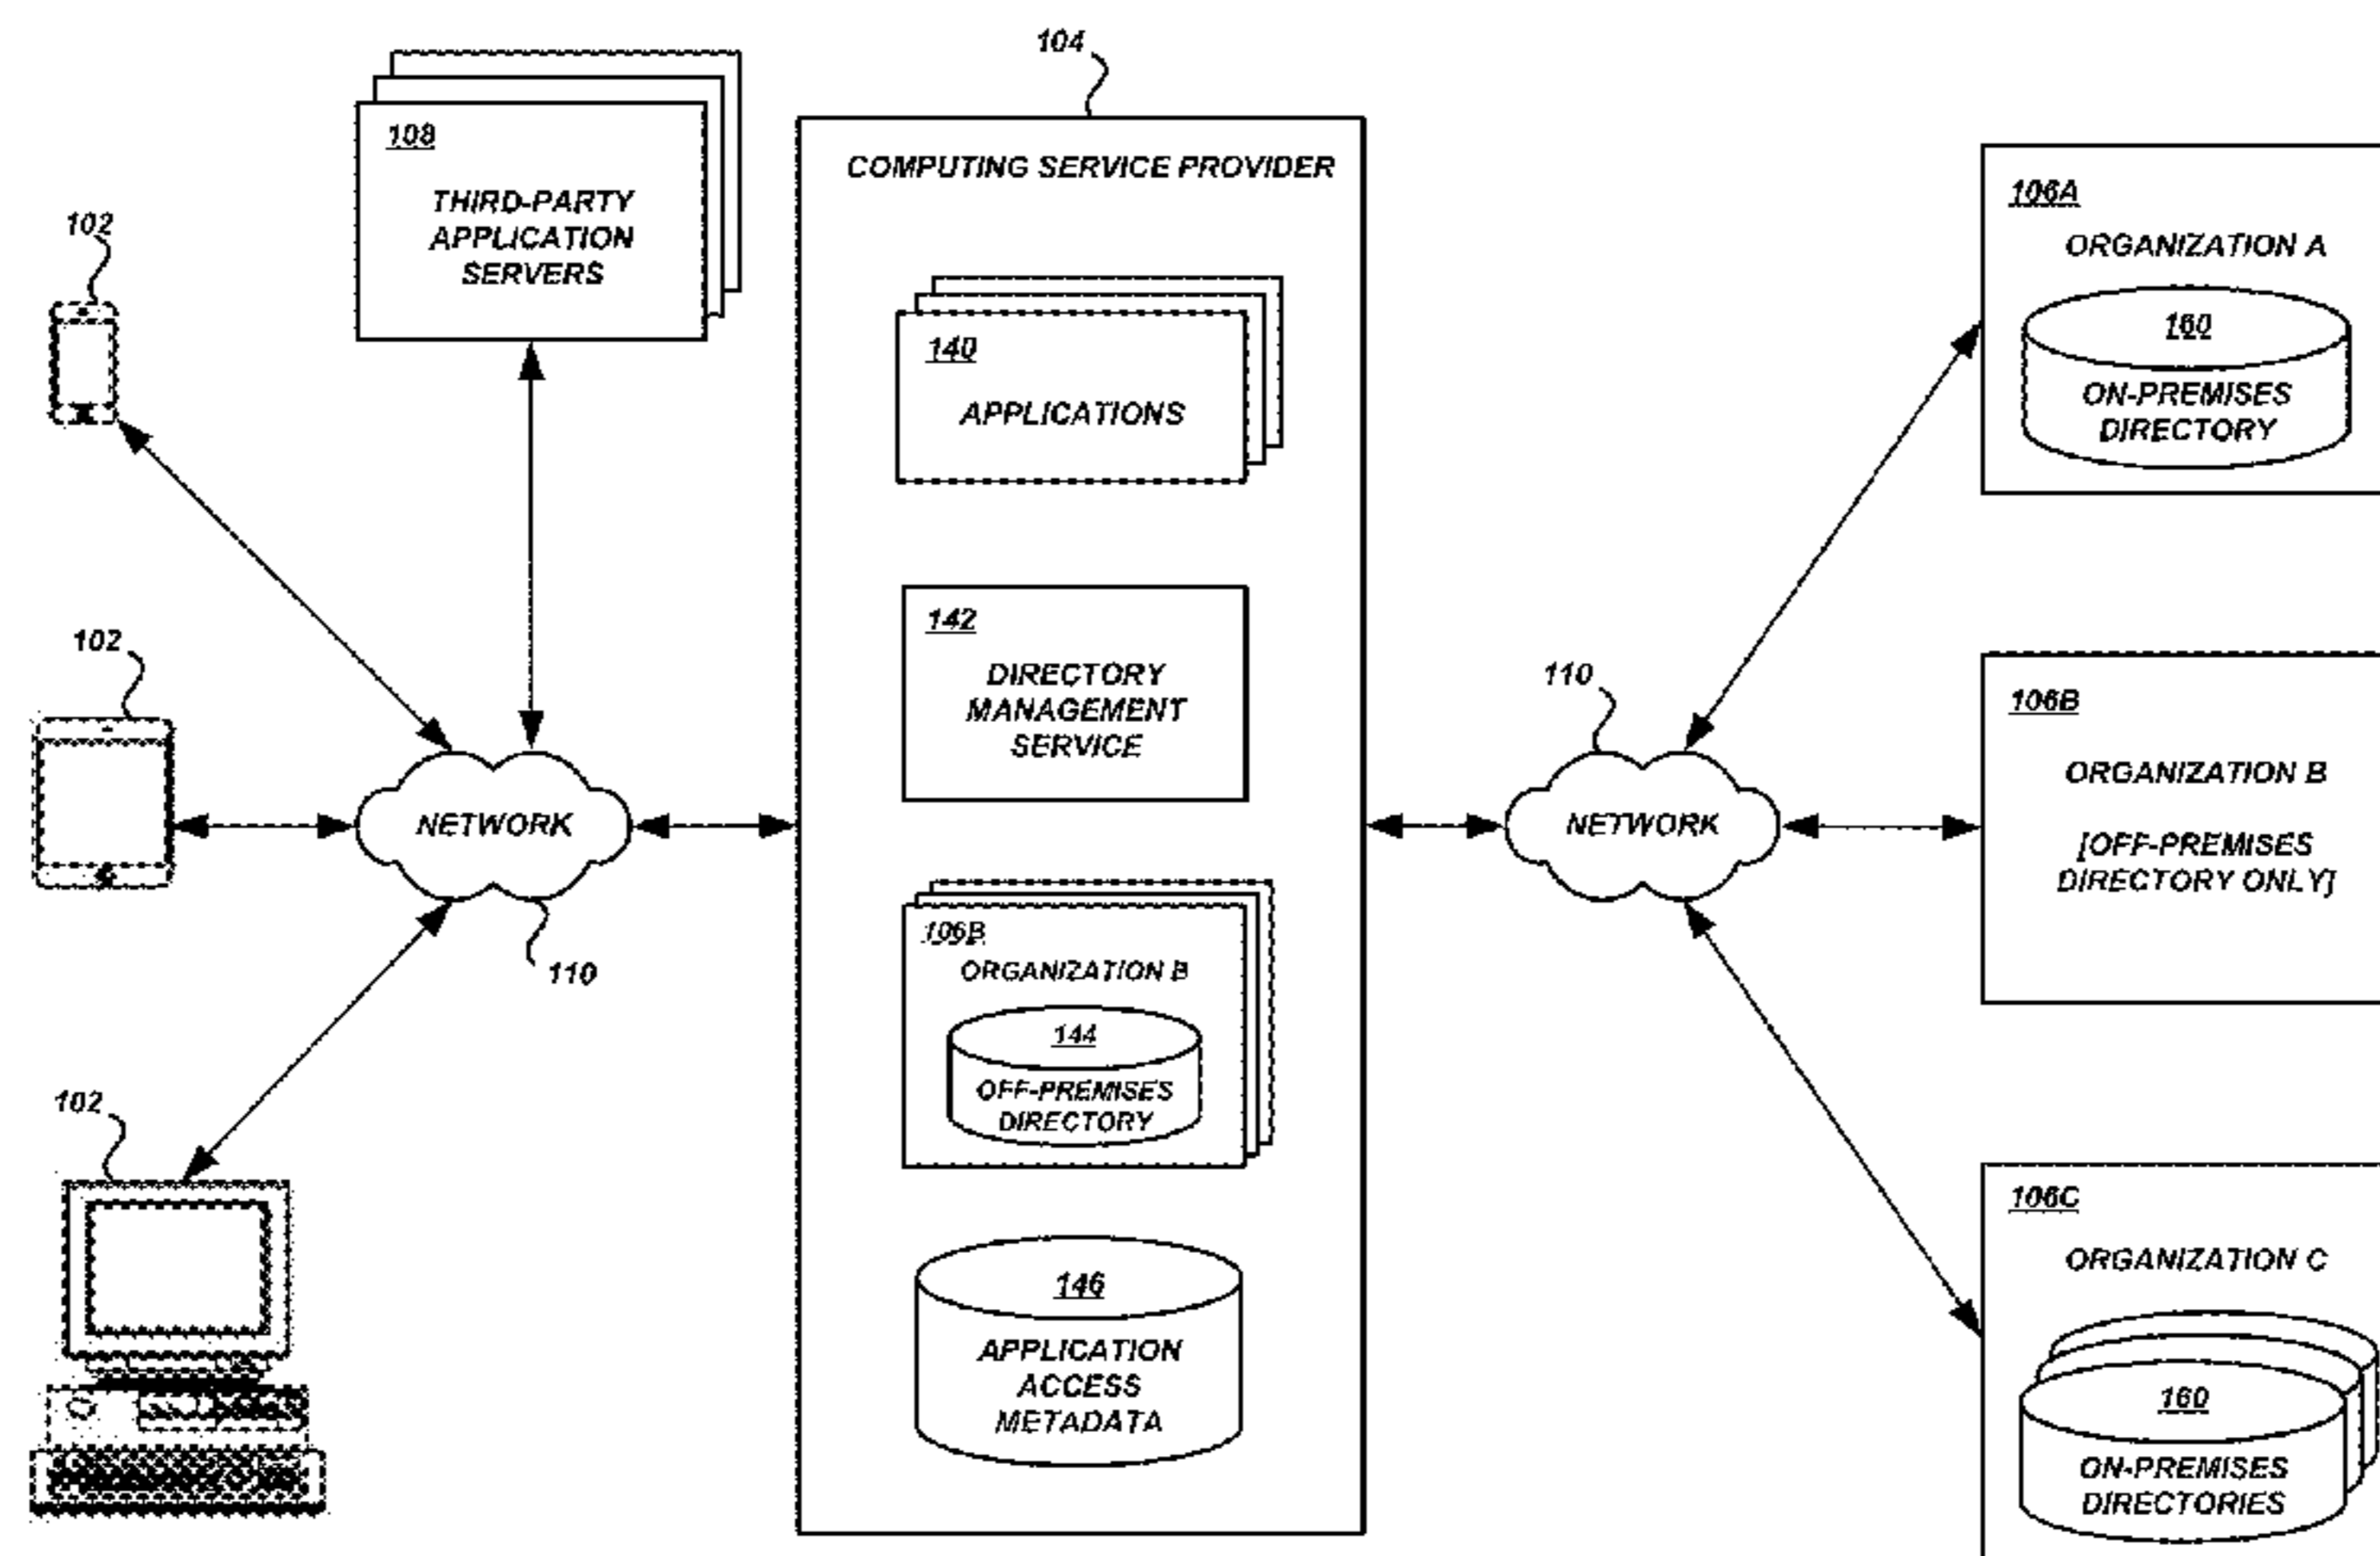 102
102
102
108
THIRD-PARTY
APPLICATION
SERVERS
NETWORK
110
104
COMPUTING SERVICE PROVIDER
140
APPLICATIONS
142
DIRECTORY
MANAGEMENT
SERVICE
106B
ORGANIZATION B
144
OFF-PREMISES
DIRECTORY
146
APPLICATION
ACCESS
METADATA
110
NETWORK
106A
ORGANIZATION A
160
ON-PREMISES
DIRECTORY
106B
ORGANIZATION B
[OFF-PREMISES
DIRECTORY ONLY]
106C
ORGANIZATION C
160
ON-PREMISES
DIRECTORIES